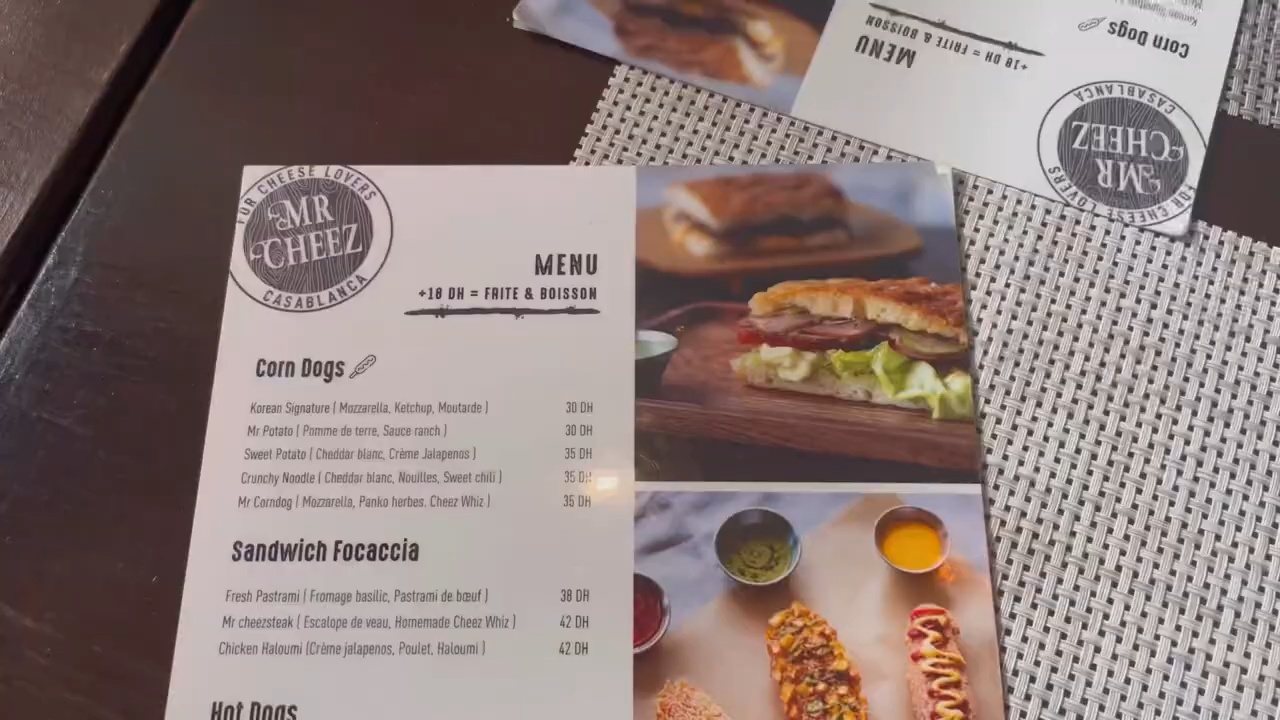 FOR CHEESE LOVERS
MR
CHEEZ
CASABLANCA
MENU
+18 DH = FRITE & BOISSON
Corn Dogs
Korean Signature ( Mozzarella, Ketchup, Moutarde ) 30 DH
Mr Potato ( Pomme de terre, Sauce ranch ) 30 DH
Sweet Potato ( Cheddar blanc, Crème Jalapenos ) 35 DH
Crunchy Noodle ( Cheddar blanc, Nouilles, Sweet chili ) 35 DH
Mr Corndog ( Mozzarella, Panko herbes. Cheez Whiz ) 35 DH
Sandwich Focaccia
Fresh Pastrami ( Fromage basilic, Pastrami de bœuf ) 38 DH
Mr cheezsteak ( Escalope de veau, Homemade Cheez Whiz ) 42 DH
Chicken Haloumi (Crème jalapenos, Poulet, Haloumi ) 42 DH
Hot Dogs
FOR CHEESE LOVERS
MR
CHEEZ
CASABLANCA
MENU
+18 DH = FRITE & BOISSON
Corn Dogs